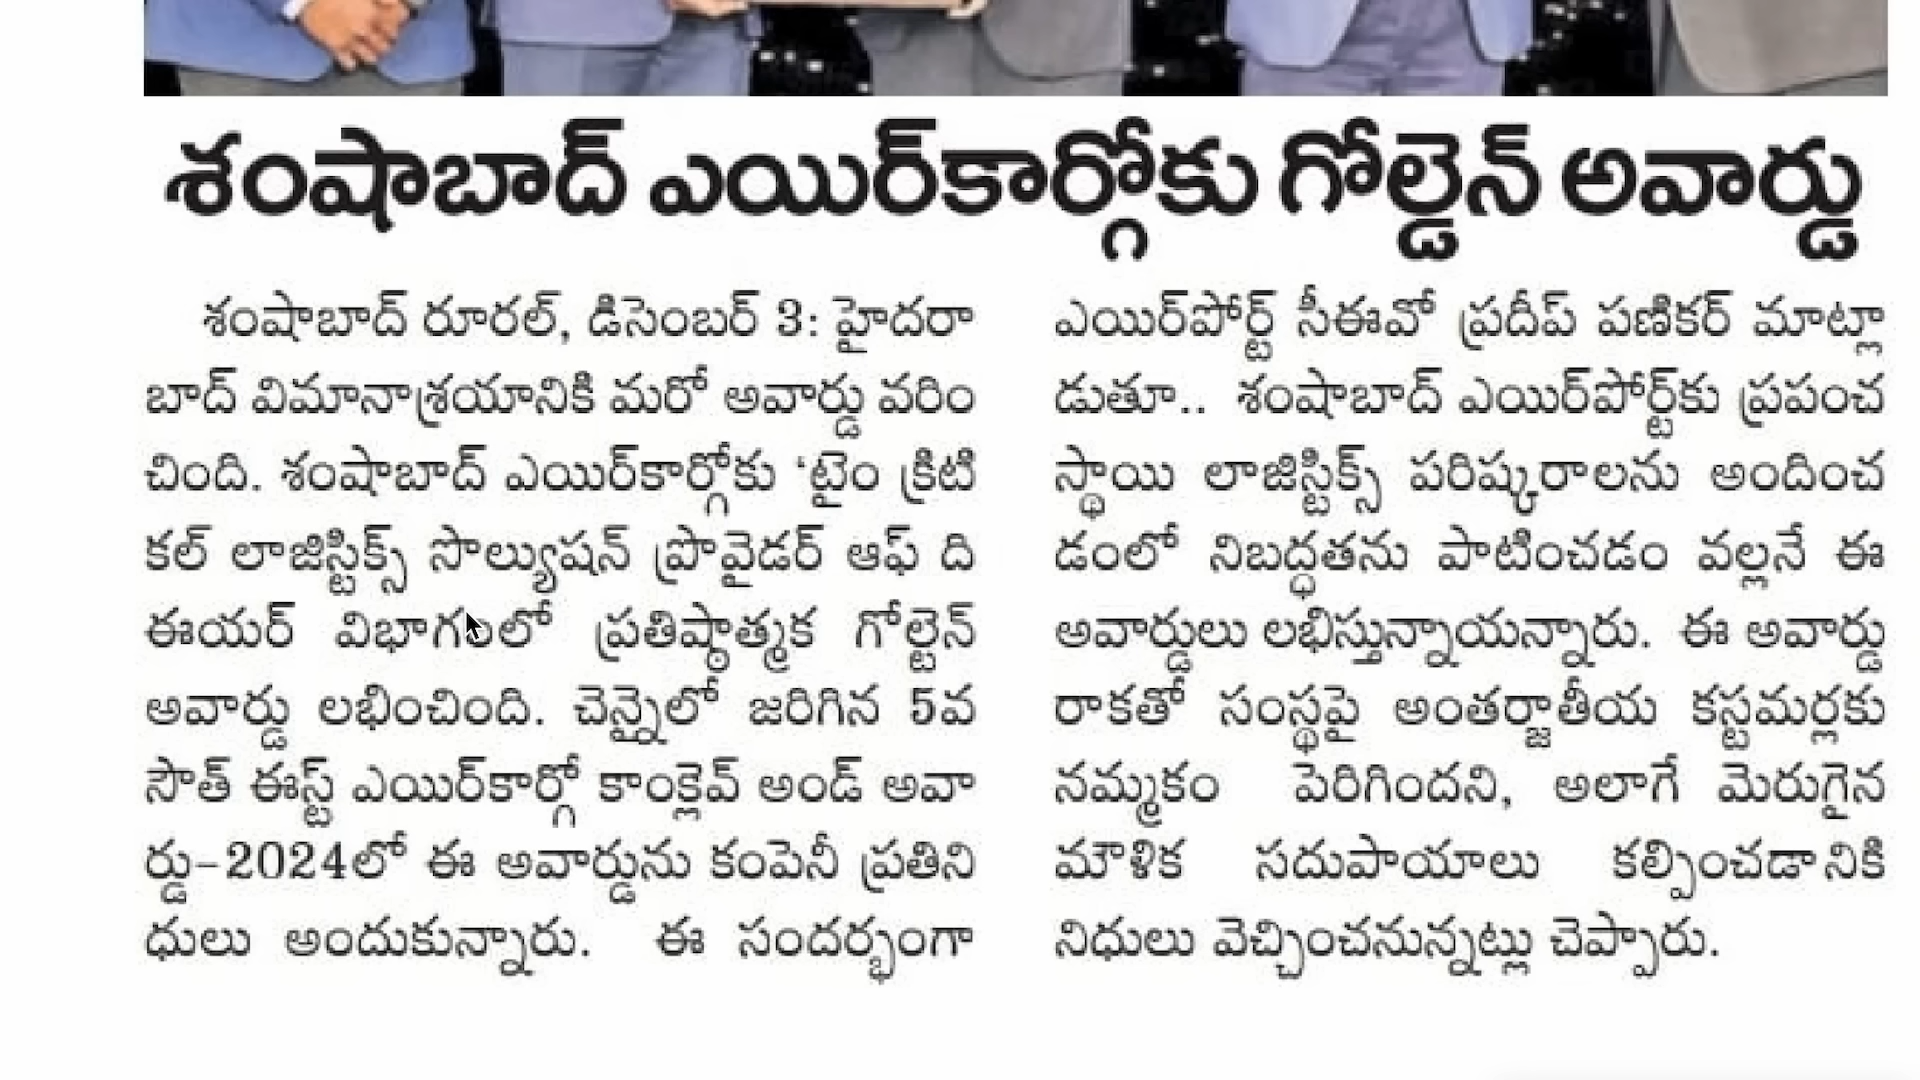 శంషాబాద్ ఎయిర్‌కార్గోకు గోల్డెన్ అవార్డు
శంషాబాద్ రూరల్, డిసెంబర్ 3: హైదరా
బాద్ విమానాశ్రయానికి మరో అవార్డు వరిం
చింది. శంషాబాద్ ఎయిర్‌కార్గోకు ‘టైం క్రిటి
కల్ లాజిస్టిక్స్ సొల్యుషన్ ప్రొవైడర్ ఆఫ్ ది
ఈయర్ విభాగంలో ప్రతిష్ఠాత్మక గోల్టెన్
అవార్డు లభించింది. చెన్నైలో జరిగిన 5వ
సౌత్ ఈస్ట్ ఎయిర్‌కార్గో కాంక్లెవ్ అండ్ అవా
ర్డు-2024లో ఈ అవార్డును కంపెనీ ప్రతిని
ధులు అందుకున్నారు. ఈ సందర్భంగా
ఎయిర్‌పోర్ట్ సీఈవో ప్రదీప్ పణికర్ మాట్లా
డుతూ.. శంషాబాద్ ఎయిర్‌పోర్ట్‌కు ప్రపంచ
స్థాయి లాజిస్టిక్స్ పరిష్కరాలను అందించ
డంలో నిబద్ధతను పాటించడం వల్లనే ఈ
అవార్డులు లభిస్తున్నాయన్నారు. ఈ అవార్డు
రాకతో సంస్థపై అంతర్జాతీయ కస్టమర్లకు
నమ్మకం పెరిగిందని, అలాగే మెరుగైన
మౌళిక సదుపాయాలు కల్పించడానికి
నిధులు వెచ్చించనున్నట్లు చెప్పారు.